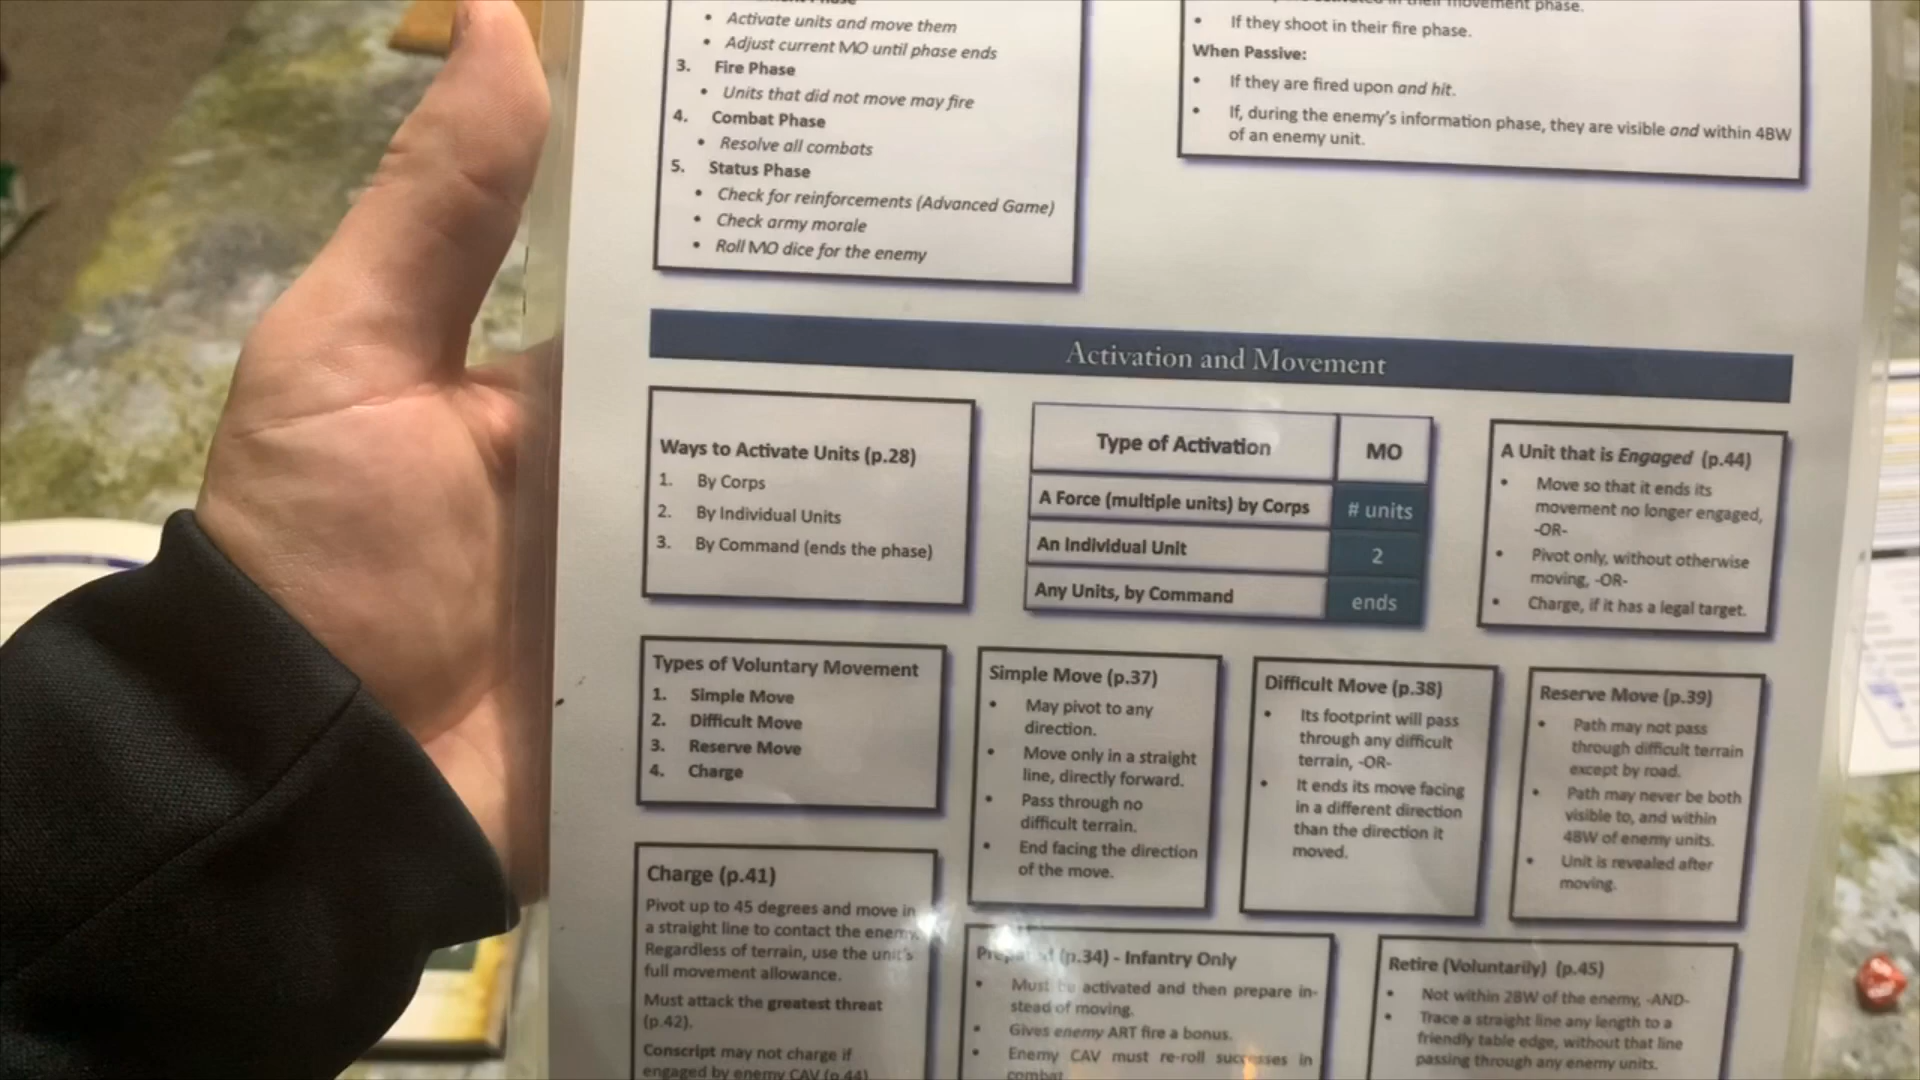 • Activate units and move them
• Adjust current MO until phase ends
3. Fire Phase
• Units that did not move may fire
4. Combat Phase
• Resolve all combats
5. Status Phase
• Check for reinforcements (Advanced Game)
• Check army morale
• Roll MO dice for the enemy
movement phase.
• If they shoot in their fire phase.
When Passive:
• If they are fired upon and hit.
• If, during the enemy's information phase, they are visible and within 4BW
of an enemy unit.
Activation and Movement
Ways to Activate Units (p.28)
1. By Corps
2. By Individual Units
3. By Command (ends the phase)
Type of Activation MO
A Force (multiple units) by Corps # units
An Individual Unit 2
Any Units, by Command ends
A Unit that is Engaged (p.44)
• Move so that it ends its
movement no longer engaged,
-OR-
• Pivot only, without otherwise
moving, -OR-
• Charge, if it has a legal target.
Types of Voluntary Movement
1. Simple Move
2. Difficult Move
3. Reserve Move
4. Charge
Simple Move (p.37)
• May pivot to any
direction.
• Move only in a straight
line, directly forward.
• Pass through no
difficult terrain.
• End facing the direction
of the move.
Difficult Move (p.38)
• Its footprint will pass
through any difficult
terrain, -OR-
• It ends its move facing
in a different direction
than the direction it
moved.
Reserve Move (p.39)
• Path may not pass
through difficult terrain
except by road.
• Path may never be both
visible to, and within
4BW of enemy units.
• Unit is revealed after
moving.
Charge (p.41)
Pivot up to 45 degrees and move in
a straight line to contact the enemy.
Regardless of terrain, use the unit's
full movement allowance.
Must attack the greatest threat
(p.42).
Conscript may not charge if
engaged by enemy CAV (p.44)
(p.34) - Infantry Only
• Must be activated and then prepare in-
stead of moving.
• Gives enemy ART fire a bonus.
• Enemy CAV must re-roll successes in
combat
Retire (Voluntarily) (p.45)
• Not within 2BW of the enemy, -AND-
• Trace a straight line any length to a
friendly table edge, without that line
passing through any enemy units.